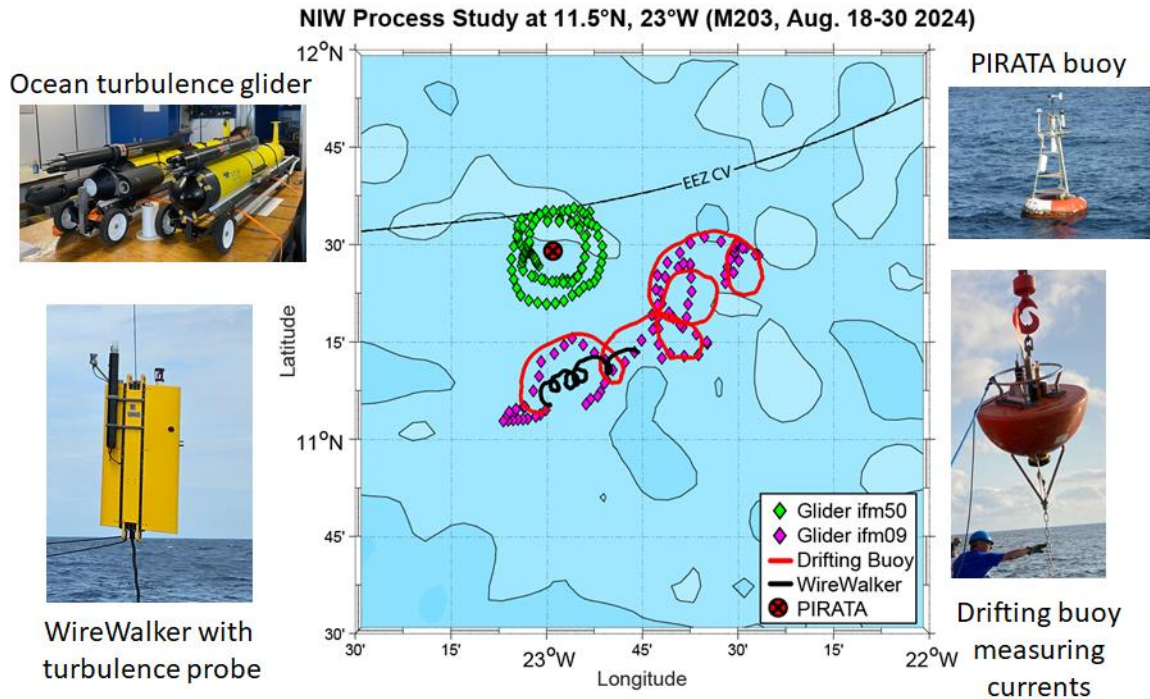 NIW Process Study at 11.5°N, 23°W (M203, Aug. 18-30 2024)
Ocean turbulence glider
PIRATA buoy
12°N
45'
30'
15'
11°N
45'
30'
Latitude
EEZ CV
Glider ifm50
Glider ifm09
Drifting Buoy
WireWalker
PIRATA
30'
15'
23°W
45'
30'
15'
22°W
Longitude
WireWalker with
turbulence probe
Drifting buoy
measuring
currents